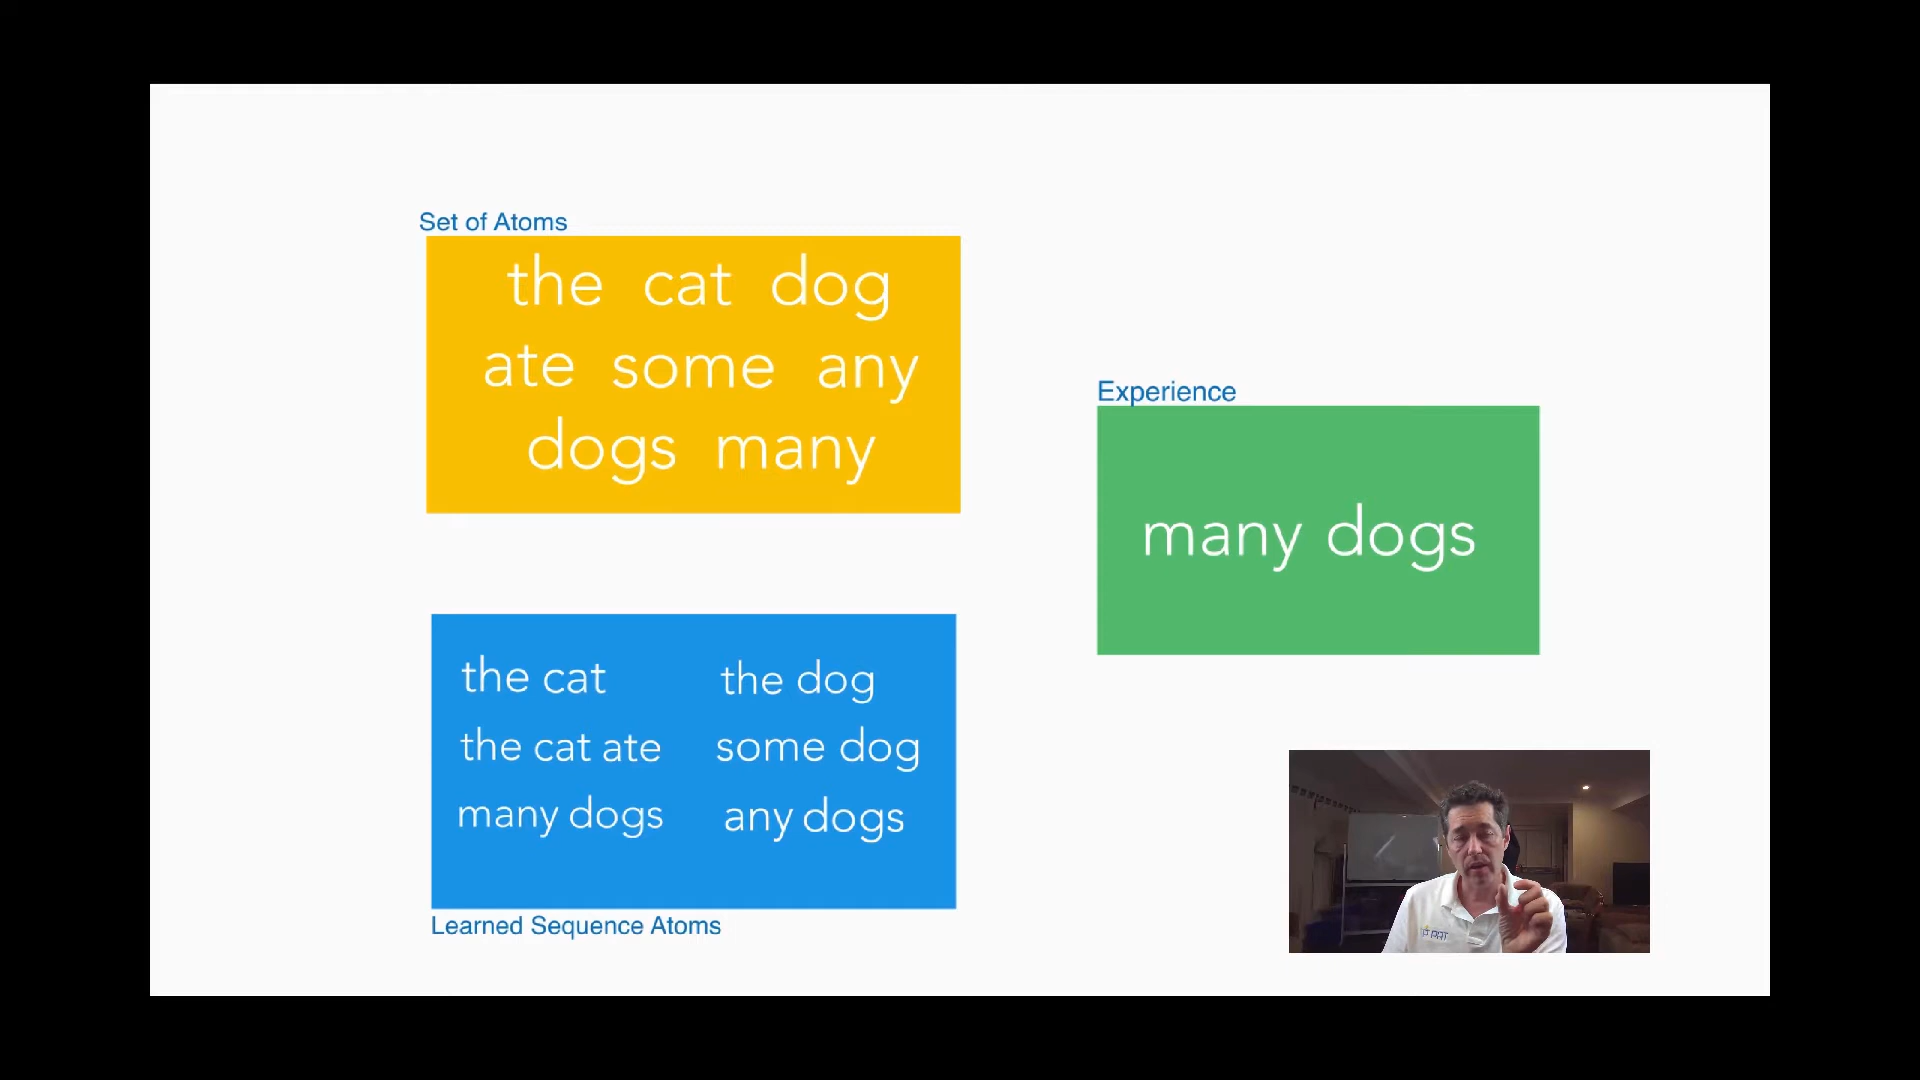 Set of Atoms
the cat dog
ate some any
dogs many
Experience
many dogs
the cat the dog
the cat ate some dog
many dogs any dogs
Learned Sequence Atoms